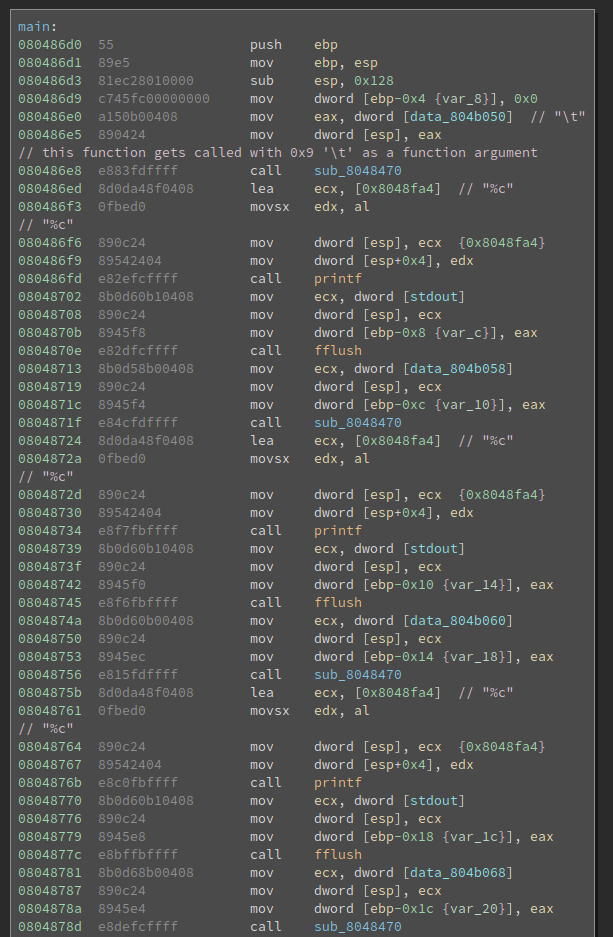 main:
080486d0  55                  push    ebp
080486d1  89e5                mov     ebp, esp
080486d3  81ec28010000        sub     esp, 0x128
080486d9  c745fc00000000      mov     dword [ebp-0x4 {var_8}], 0x0
080486e0  a150b00408          mov     eax, dword [data_804b050]  // "\t"
080486e5  890424              mov     dword [esp], eax
// this function gets called with 0x9 '\t' as a function argument
080486e8  e883fdffff          call    sub_8048470
080486ed  8d0da48f0408        lea     ecx, [0x8048fa4]  // "%c"
080486f3  0fbed0              movsx   edx, al
// "%c"
080486f6  890c24              mov     dword [esp], ecx  {0x8048fa4}
080486f9  89542404            mov     dword [esp+0x4], edx
080486fd  e82efcffff          call    printf
08048702  8b0d60b10408        mov     ecx, dword [stdout]
08048708  890c24              mov     dword [esp], ecx
0804870b  8945f8              mov     dword [ebp-0x8 {var_c}], eax
0804870e  e82dfcffff          call    fflush
08048713  8b0d58b00408        mov     ecx, dword [data_804b058]
08048719  890c24              mov     dword [esp], ecx
0804871c  8945f4              mov     dword [ebp-0xc {var_10}], eax
0804871f  e84cfdffff          call    sub_8048470
08048724  8d0da48f0408        lea     ecx, [0x8048fa4]  // "%c"
0804872a  0fbed0              movsx   edx, al
// "%c"
0804872d  890c24              mov     dword [esp], ecx  {0x8048fa4}
08048730  89542404            mov     dword [esp+0x4], edx
08048734  e8f7fbffff          call    printf
08048739  8b0d60b10408        mov     ecx, dword [stdout]
0804873f  890c24              mov     dword [esp], ecx
08048742  8945f0              mov     dword [ebp-0x10 {var_14}], eax
08048745  e8f6fbffff          call    fflush
0804874a  8b0d60b00408        mov     ecx, dword [data_804b060]
08048750  890c24              mov     dword [esp], ecx
08048753  8945ec              mov     dword [ebp-0x14 {var_18}], eax
08048756  e815fdffff          call    sub_8048470
0804875b  8d0da48f0408        lea     ecx, [0x8048fa4]  // "%c"
08048761  0fbed0              movsx   edx, al
// "%c"
08048764  890c24              mov     dword [esp], ecx  {0x8048fa4}
08048767  89542404            mov     dword [esp+0x4], edx
0804876b  e8c0fbffff          call    printf
08048770  8b0d60b10408        mov     ecx, dword [stdout]
08048776  890c24              mov     dword [esp], ecx
08048779  8945e8              mov     dword [ebp-0x18 {var_1c}], eax
0804877c  e8bffbffff          call    fflush
08048781  8b0d68b00408        mov     ecx, dword [data_804b068]
08048787  890c24              mov     dword [esp], ecx
0804878a  8945e4              mov     dword [ebp-0x1c {var_20}], eax
0804878d  e8defcffff          call    sub_8048470